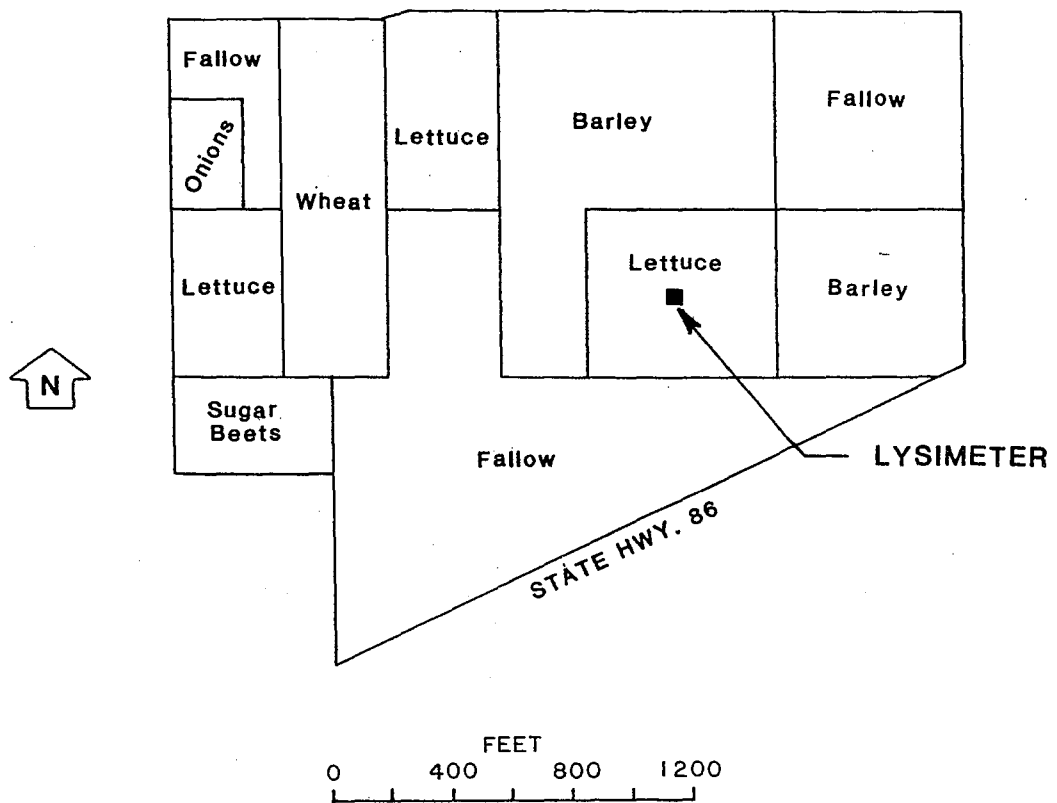 Fallow
Onions
Lettuce
Wheat
Lettuce
Barley
Fallow
Lettuce
Barley
N
Sugar
Beets
Fallow
LYSIMETER
STATE HWY. 86
FEET
0 400 800 1200